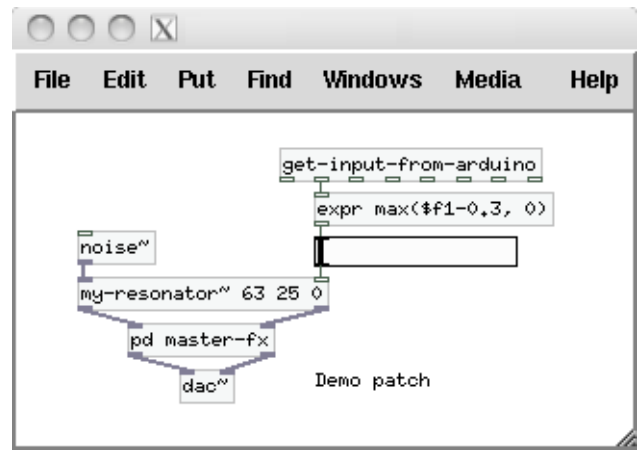 File Edit Put Find Windows Media Help
get-input-from-arduino
expr max($f1-0.3, 0)
noise~
my-resonator~ 63 25 0
pd master-fx
dac~
Demo patch